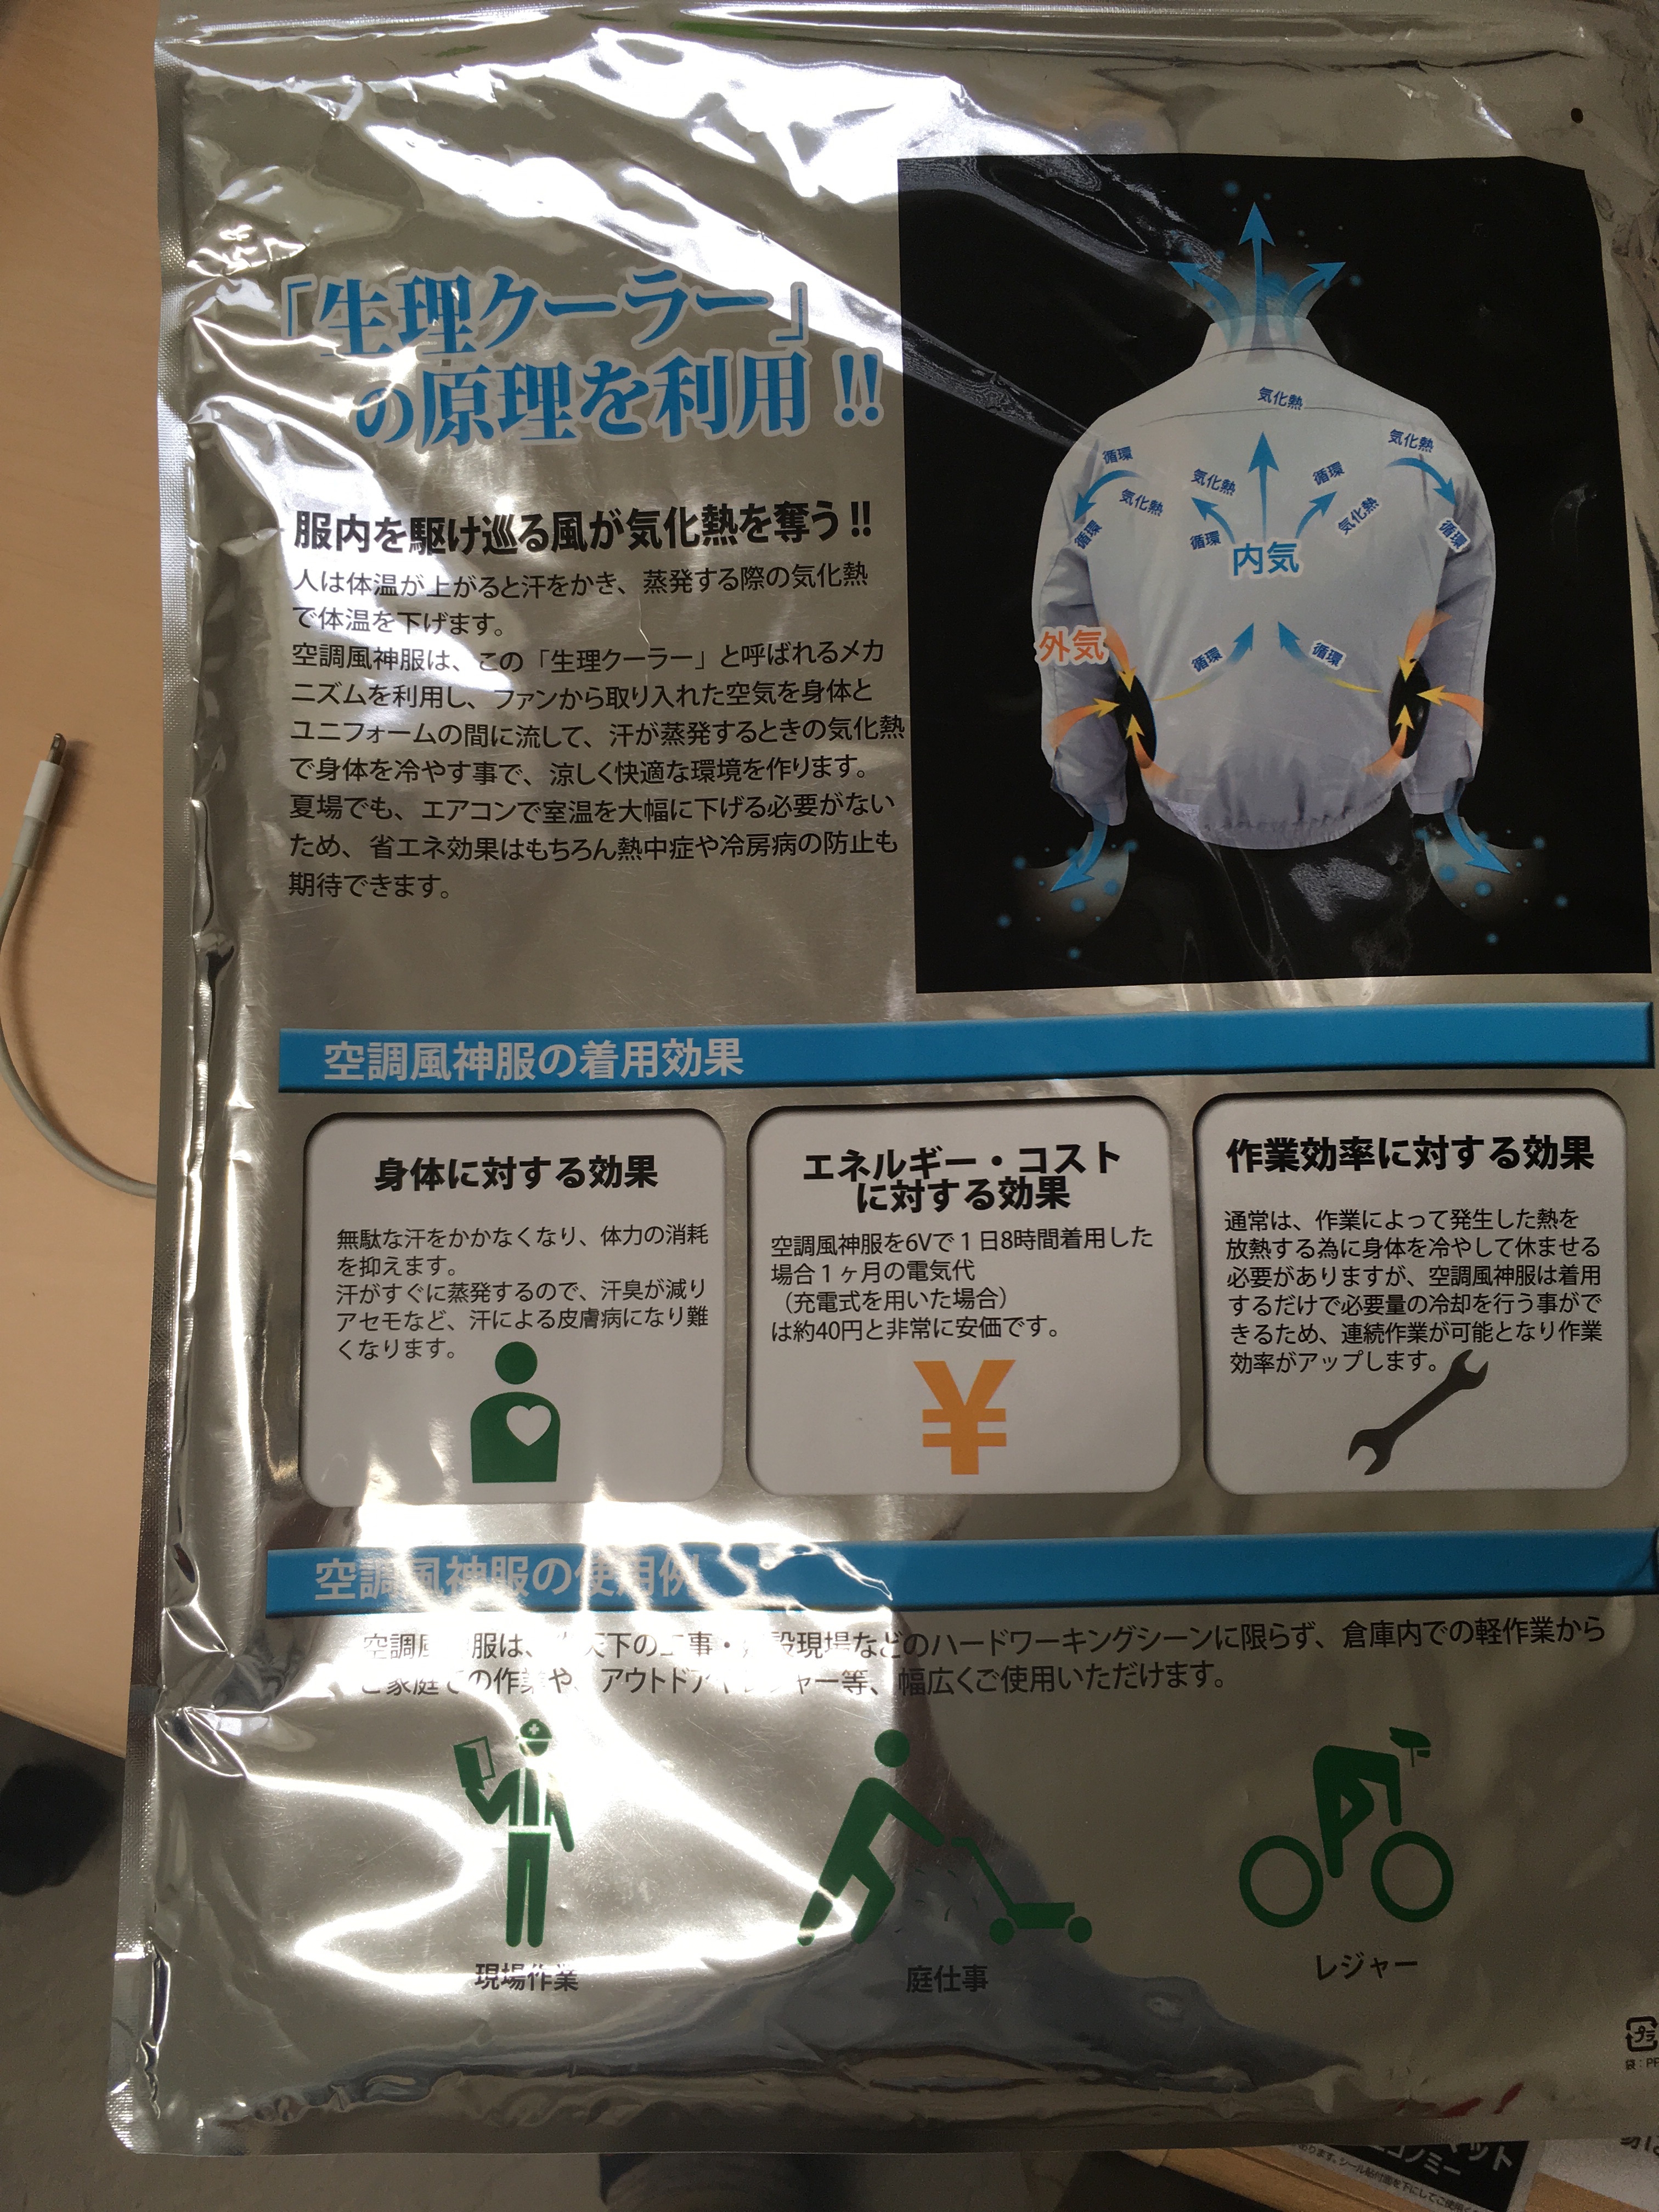 「生理クーラー」
の原理を利用!!
服内を駆け巡る風が気化熱を奪う!!
人は体温が上がると汗をかき、蒸発する際の気化熱
で体温を下げます。
空調風神服は、この「生理クーラー」と呼ばれるメカ
ニズムを利用し、ファンから取り入れた空気を身体と
ユニフォームの間に流して、汗が蒸発するときの気化熱
で身体を冷やす事で、涼しく快適な環境を作ります。
夏場でも、エアコンで室温を大幅に下げる必要がない
ため、省エネ効果はもちろん熱中症や冷房病の防止も
期待できます。
気化熱
循環
気化熱
循環
気化熱
循環
気化熱
気化熱
循環
循環
内気
外気
循環
循環
空調風神服の着用効果
身体に対する効果
無駄な汗をかかなくなり、体力の消耗
を抑えます。
汗がすぐに蒸発するので、汗臭が減り
アセモなど、汗による皮膚病になり難
くなります。
エネルギー・コスト
に対する効果
空調風神服を6Vで1日8時間着用した
場合1ヶ月の電気代
(充電式を用いた場合)
は約40円と非常に安価です。
作業効率に対する効果
通常は、作業によって発生した熱を
放熱する為に身体を冷やして休ませる
必要がありますが、空調風神服は着用
するだけで必要量の冷却を行う事がで
きるため、連続作業が可能となり作業
効率がアップします。
空調風神服の使用例
空調風神服は、天下の工事・建設現場などのハードワーキングシーンに限らず、倉庫内での軽作業から
ご家庭での作業や、アウトドアやレジャー等、幅広くご使用いただけます。
現場作業
庭仕事
レジャー
プラ
袋:PP